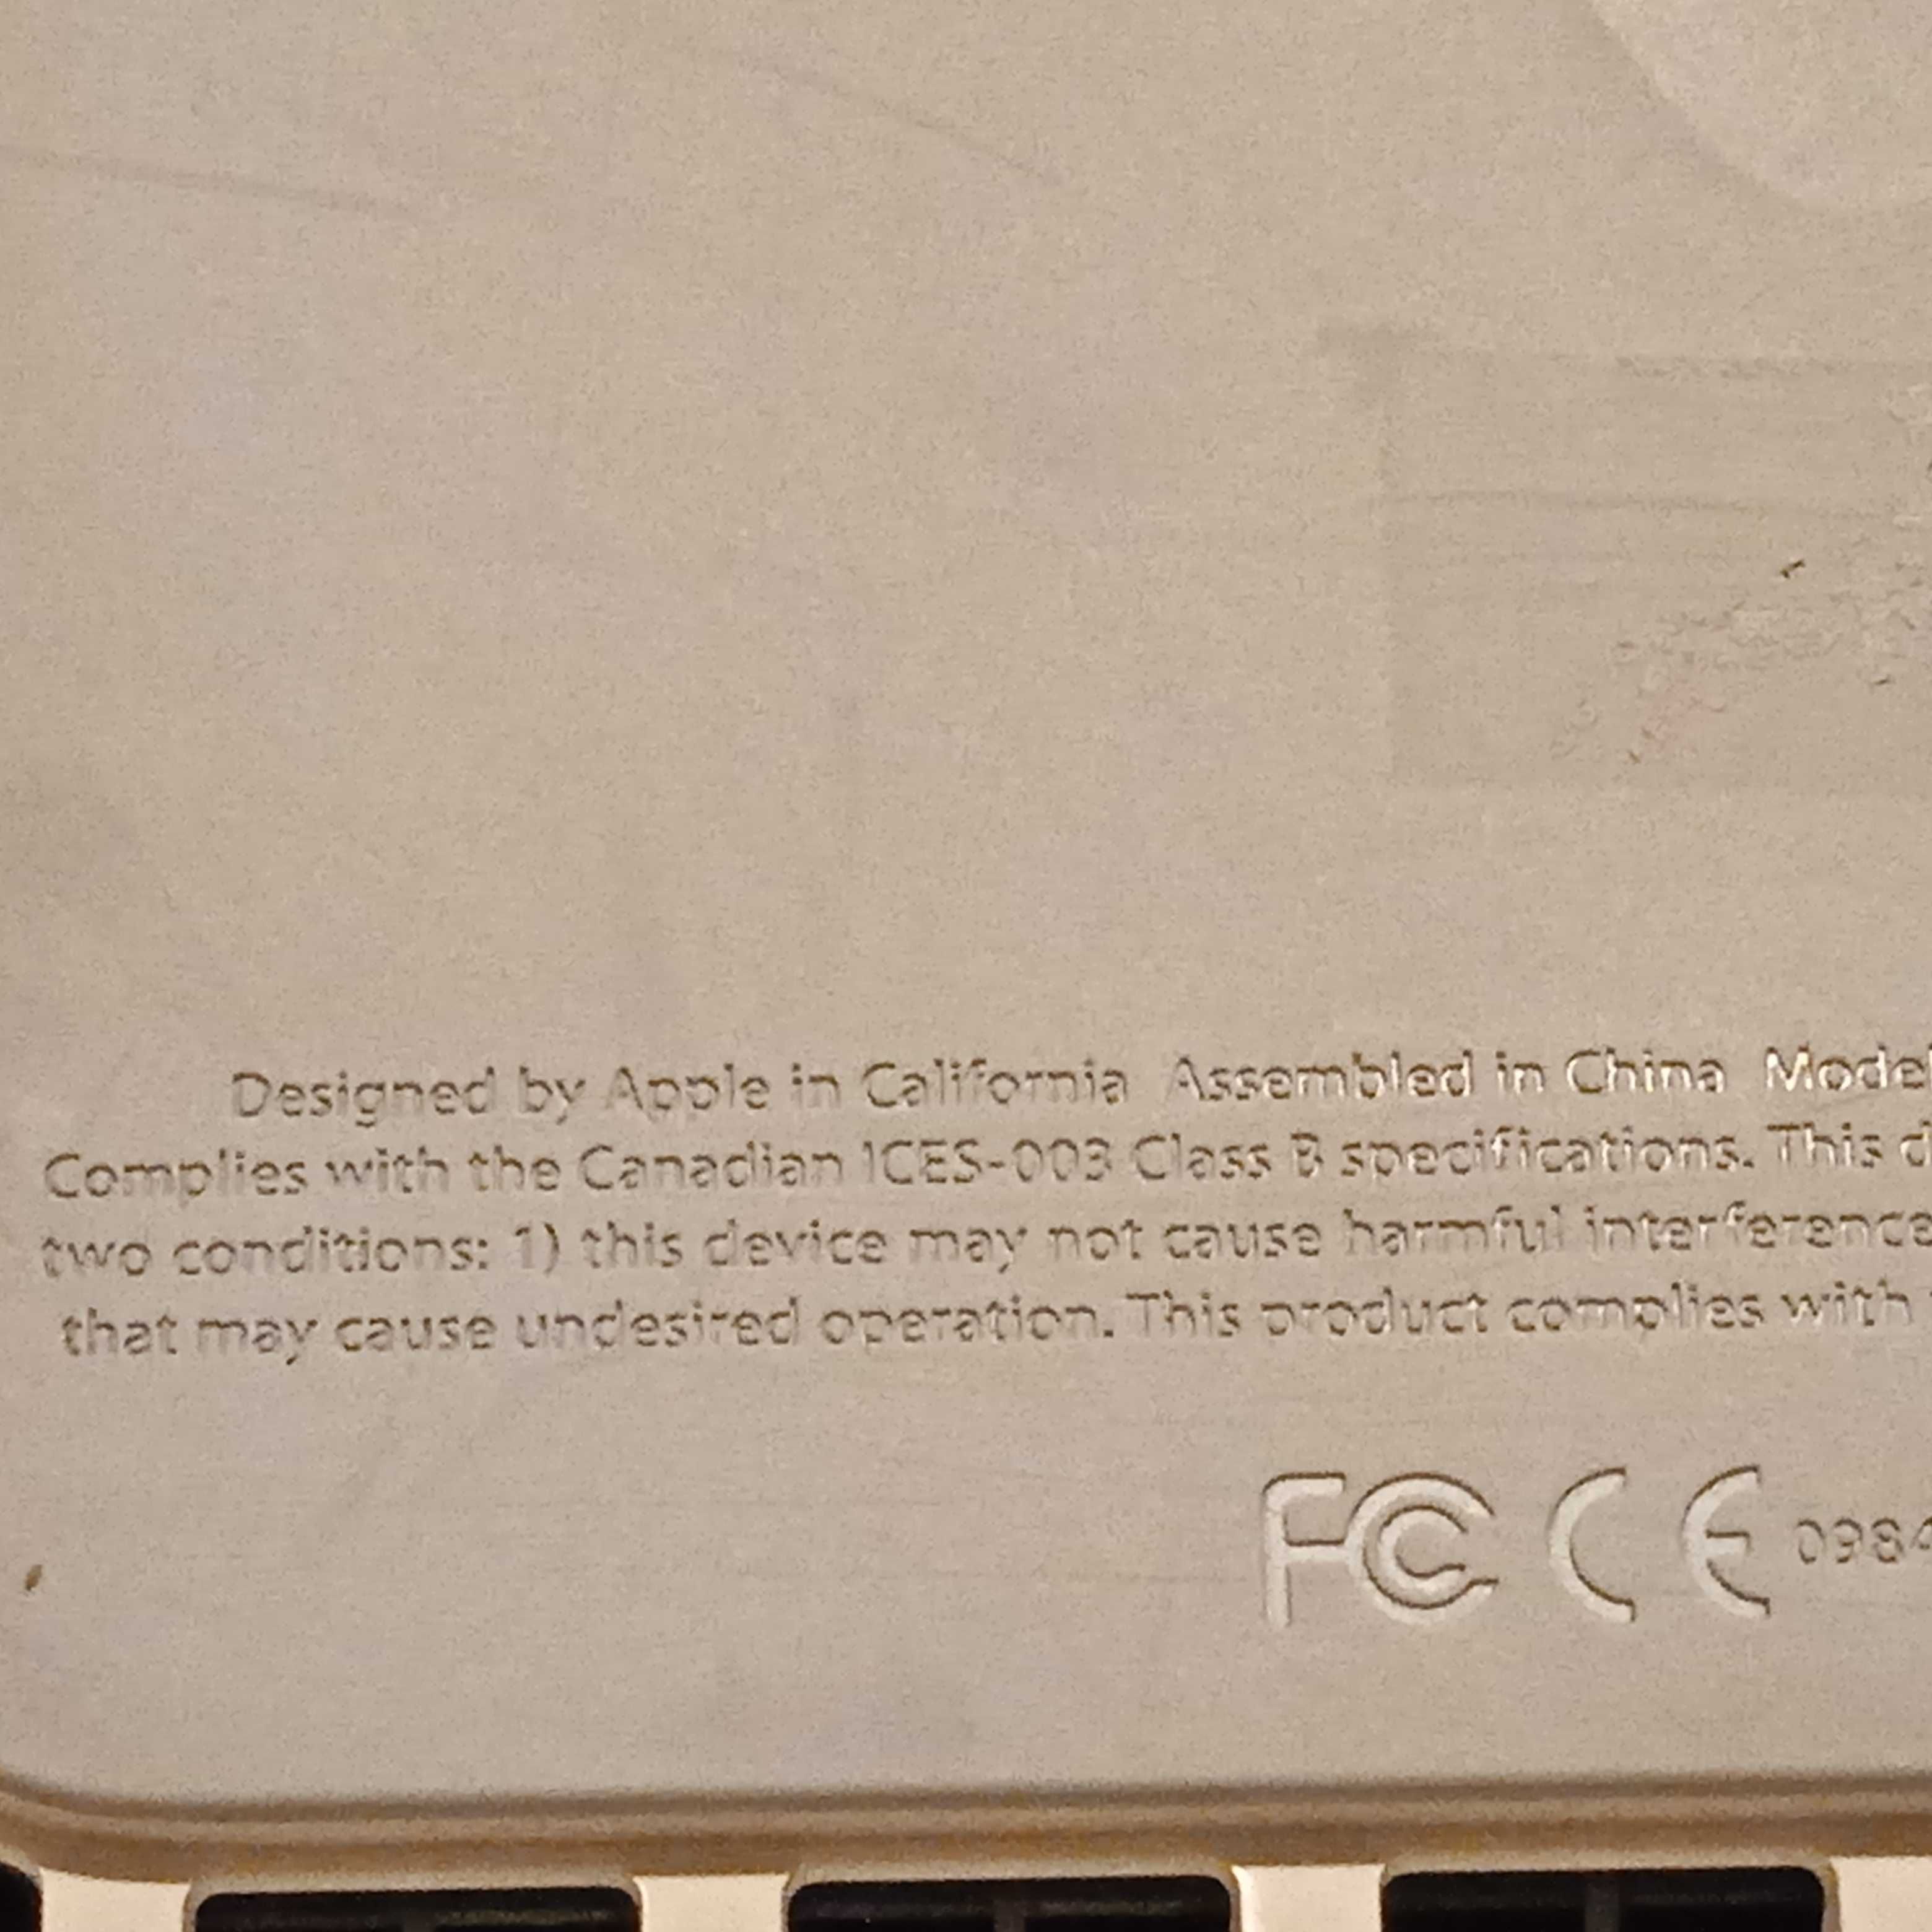 Designed by Apple in California Assembled in China Model
Complies with the Canadian ICES-003 Class B specifications. This d
two conditions: 1) this device may not cause harmful interference
that may cause undesired operation. This product complies with
FC CE 0984